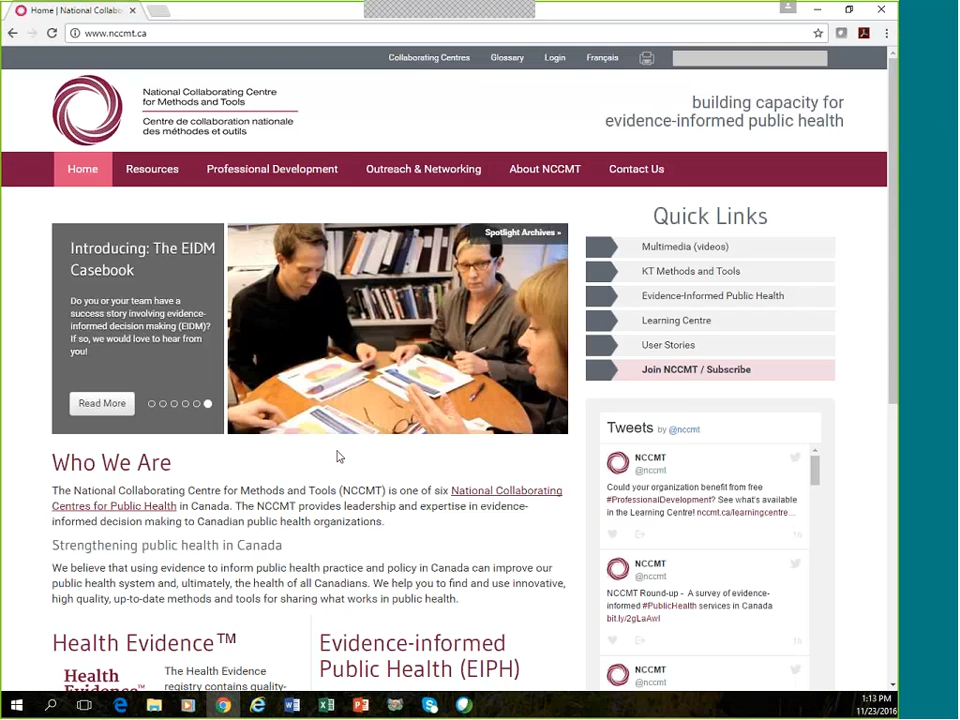 Home | National Collabo
www.nccmt.ca
Collaborating Centres Glossary Login Français
National Collaborating Centre
for Methods and Tools
Centre de collaboration nationale
des méthodes et outils
building capacity for
evidence-informed public health
Home Resources Professional Development Outreach & Networking About NCCMT Contact Us
Introducing: The EIDM
Casebook
Do you or your team have a
success story involving evidence-
informed decision making (EIDM)?
If so, we would love to hear from
you!
Read More
Spotlight Archives »
Quick Links
Multimedia (videos)
KT Methods and Tools
Evidence-Informed Public Health
Learning Centre
User Stories
Join NCCMT / Subscribe
Who We Are
The National Collaborating Centre for Methods and Tools (NCCMT) is one of six National Collaborating
Centres for Public Health in Canada. The NCCMT provides leadership and expertise in evidence-
informed decision making to Canadian public health organizations.
Strengthening public health in Canada
We believe that using evidence to inform public health practice and policy in Canada can improve our
public health system and, ultimately, the health of all Canadians. We help you to find and use innovative,
high quality, up-to-date methods and tools for sharing what works in public health.
Health Evidence™
Health
Evidence™
The Health Evidence
registry contains quality-
Evidence-informed
Public Health (EIPH)
Tweets by @nccmt
NCCMT
@nccmt
Could your organization benefit from free
#ProfessionalDevelopment? See what's available
in the Learning Centre! nccmt.ca/learningcentre...
1h
NCCMT
@nccmt
NCCMT Round-up - A survey of evidence-
informed #PublicHealth services in Canada
bit.ly/2gLaAwI
NCCMT
@nccmt
1:13 PM
11/23/2016